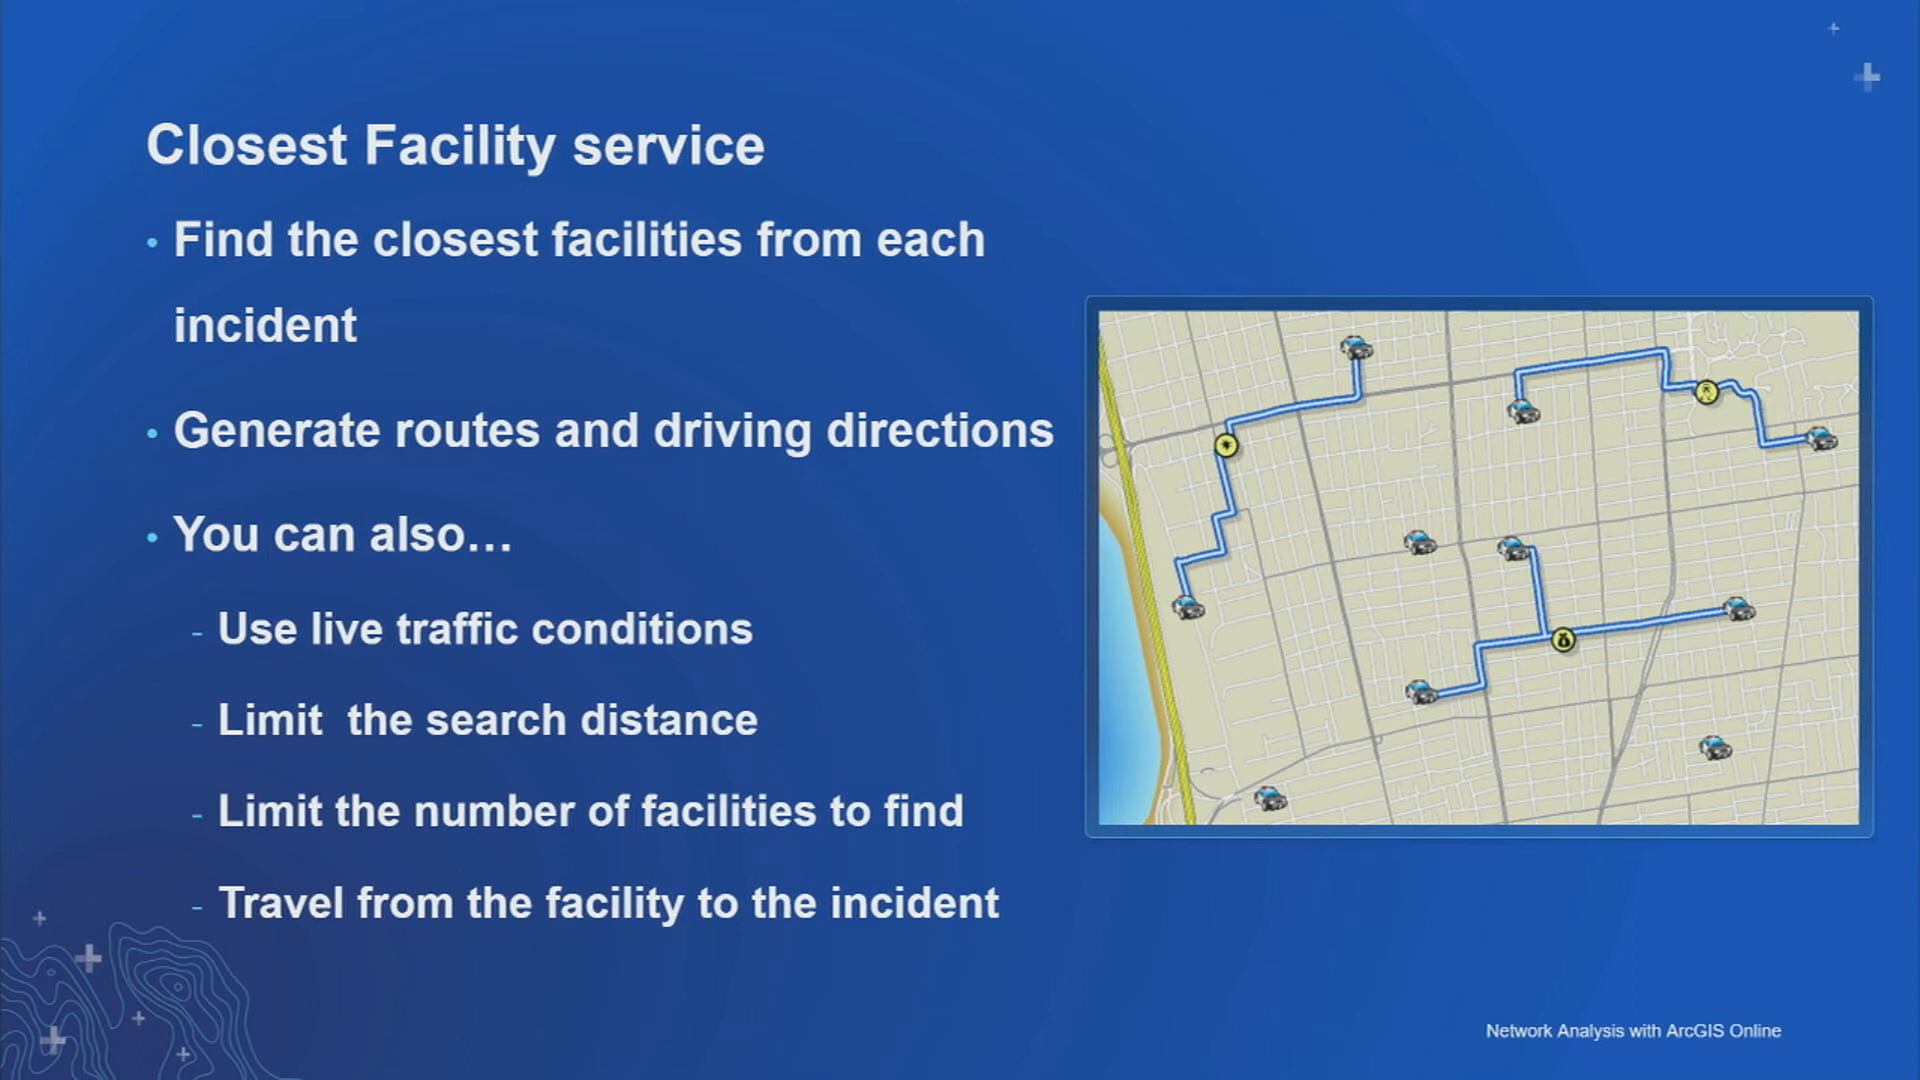 Closest Facility service
• Find the closest facilities from each
incident
• Generate routes and driving directions
• You can also…
- Use live traffic conditions
- Limit  the search distance
- Limit the number of facilities to find
- Travel from the facility to the incident
Network Analysis with ArcGIS Online